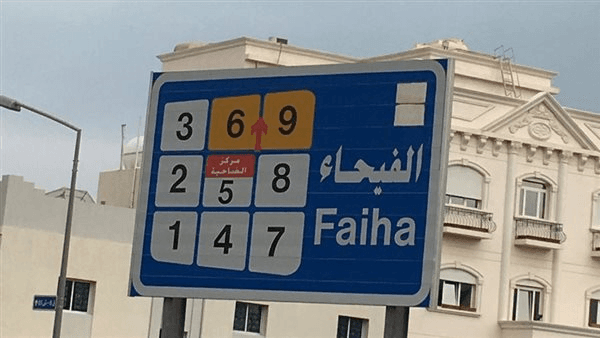 3 6 9
2
مركز
الضاحية
5
8
1 4 7
الفيحاء
Faiha